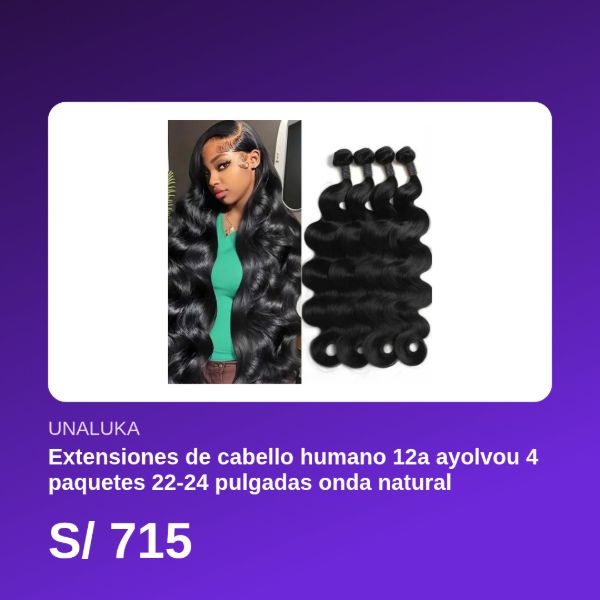 UNALUKA
Extensiones de cabello humano 12a ayolvou 4
paquetes 22-24 pulgadas onda natural
S/ 715